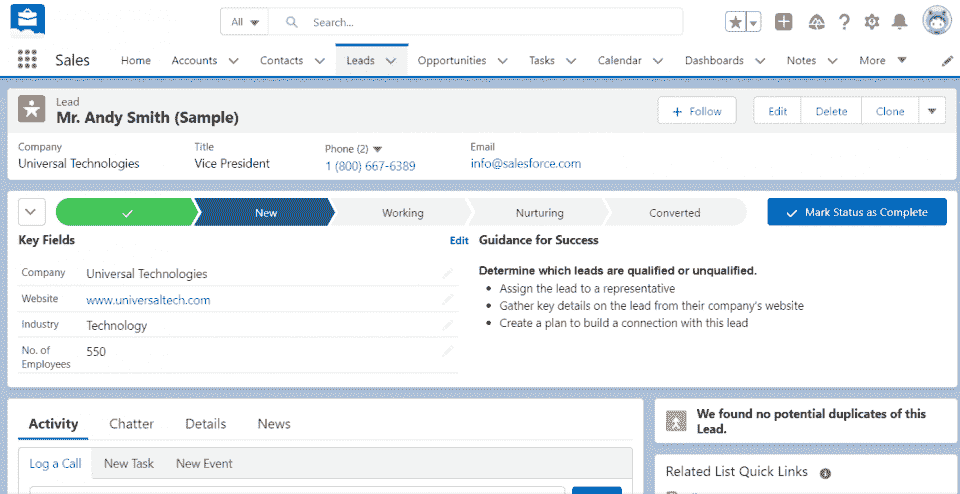 All Search...
Sales Home Accounts Contacts Leads Opportunities Tasks Calendar Dashboards Notes More
Lead
Mr. Andy Smith (Sample)
+ Follow Edit Delete Clone
Company Title Phone (2) Email
Universal Technologies Vice President 1 (800) 667-6389 info@salesforce.com
New Working Nurturing Converted Mark Status as Complete
Key Fields Edit Guidance for Success
Company Universal Technologies
Website www.universaltech.com
Industry Technology
No. of
Employees 550
Determine which leads are qualified or unqualified.
• Assign the lead to a representative
• Gather key details on the lead from their company's website
• Create a plan to build a connection with this lead
Activity Chatter Details News
Log a Call New Task New Event
We found no potential duplicates of this
Lead.
Related List Quick Links